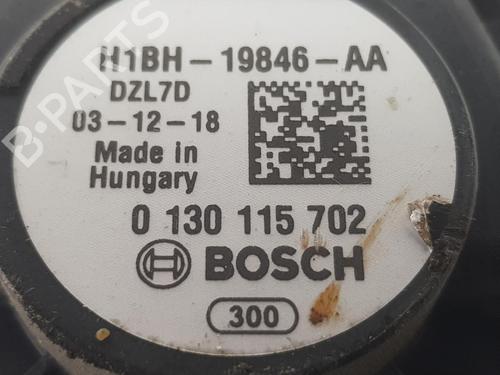 H1BH-19846-AA
DZL7D
03-12-18
Made in
Hungary
0 130 115 702
BOSCH
300
B-PARTS